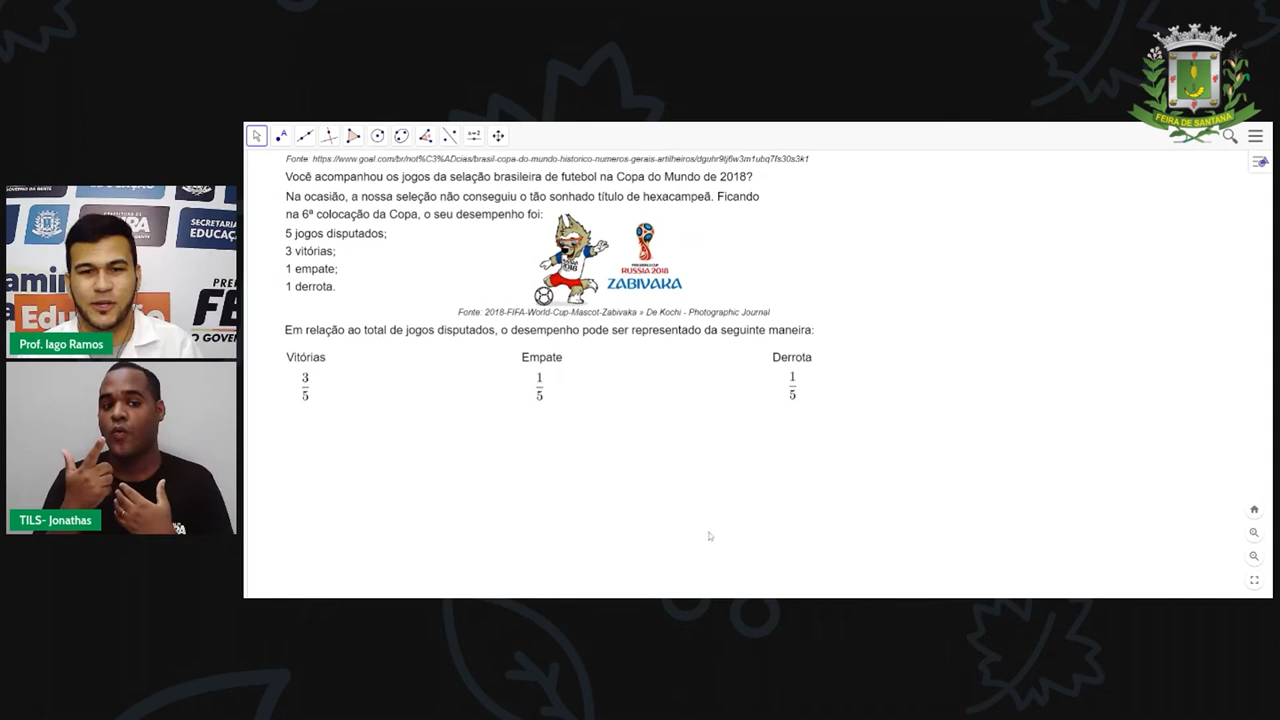 FEIRA DE SANTANA
a=2
Fonte https://www.goal.com/br/not%C3%ADcias/brasil-copa-do-mundo-historico-numeros-gerais-artilheiros/dguhr9tj6w3m1ubq7fs30s3k1
Você acompanhou os jogos da selação brasileira de futebol na Copa do Mundo de 2018?
Na ocasião, a nossa seleção não conseguiu o tão sonhado título de hexacampeã. Ficando
na 6ª colocação da Copa, o seu desempenho foi:
5 jogos disputados;
3 vitórias;
1 empate;
1 derrota.
RUSSIA 2018
ZABIVAKA
Fonte: 2018-FIFA-World-Cup-Mascot-Zabivaka » De Kochi - Photographic Journal
Em relação ao total de jogos disputados, o desempenho pode ser representado da seguinte maneira:
Vitórias Empate Derrota
3/5 1/5 1/5
SECRETARIA
EDUCAÇ
Prof. Iago Ramos
TILS- Jonathas